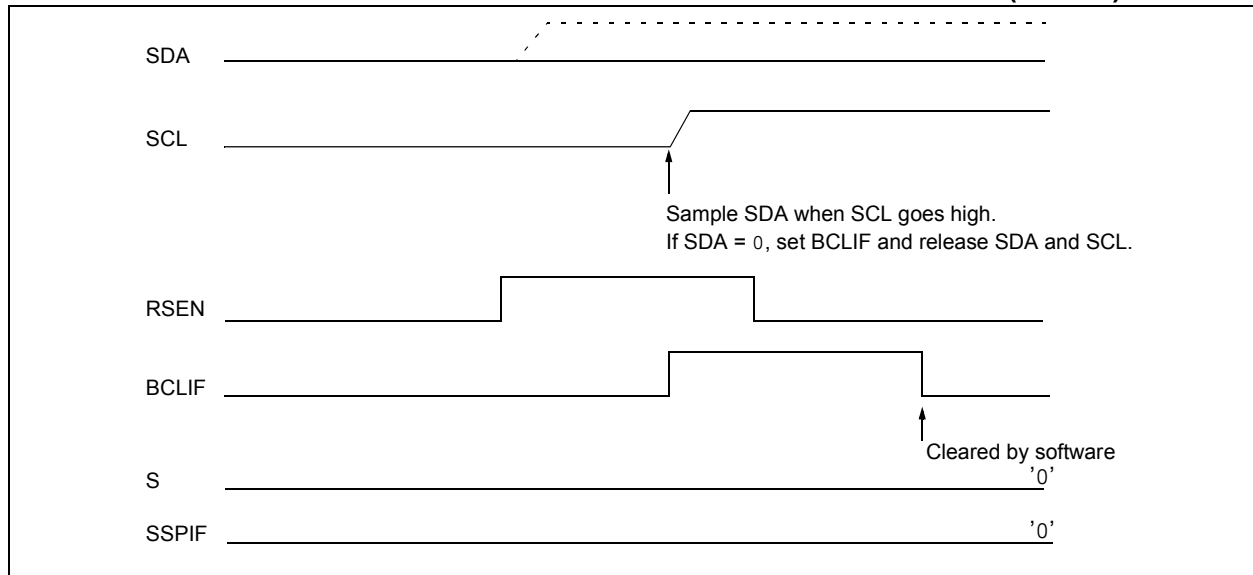 SDA
SCL
Sample SDA when SCL goes high.
If SDA = 0, set BCLIF and release SDA and SCL.
RSEN
BCLIF
Cleared by software
S
'0'
SSPIF
'0'